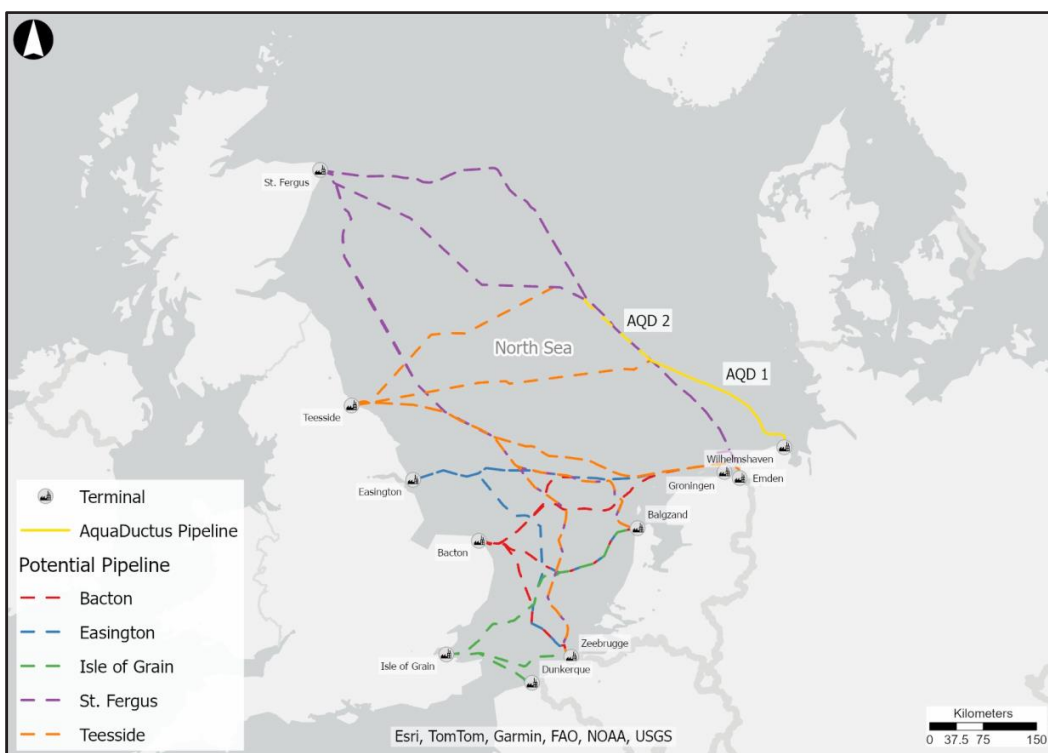 St. Fergus
AQD 2
North Sea
AQD 1
Teesside
Wilhelmshaven
Easington
Groningen
Emden
Balgzand
Bacton
Zeebrugge
Isle of Grain
Dunkerque
Terminal
AquaDuctus Pipeline
Potential Pipeline
Bacton
Easington
Isle of Grain
St. Fergus
Teesside
Esri, TomTom, Garmin, FAO, NOAA, USGS
Kilometers
0 37.5 75 150